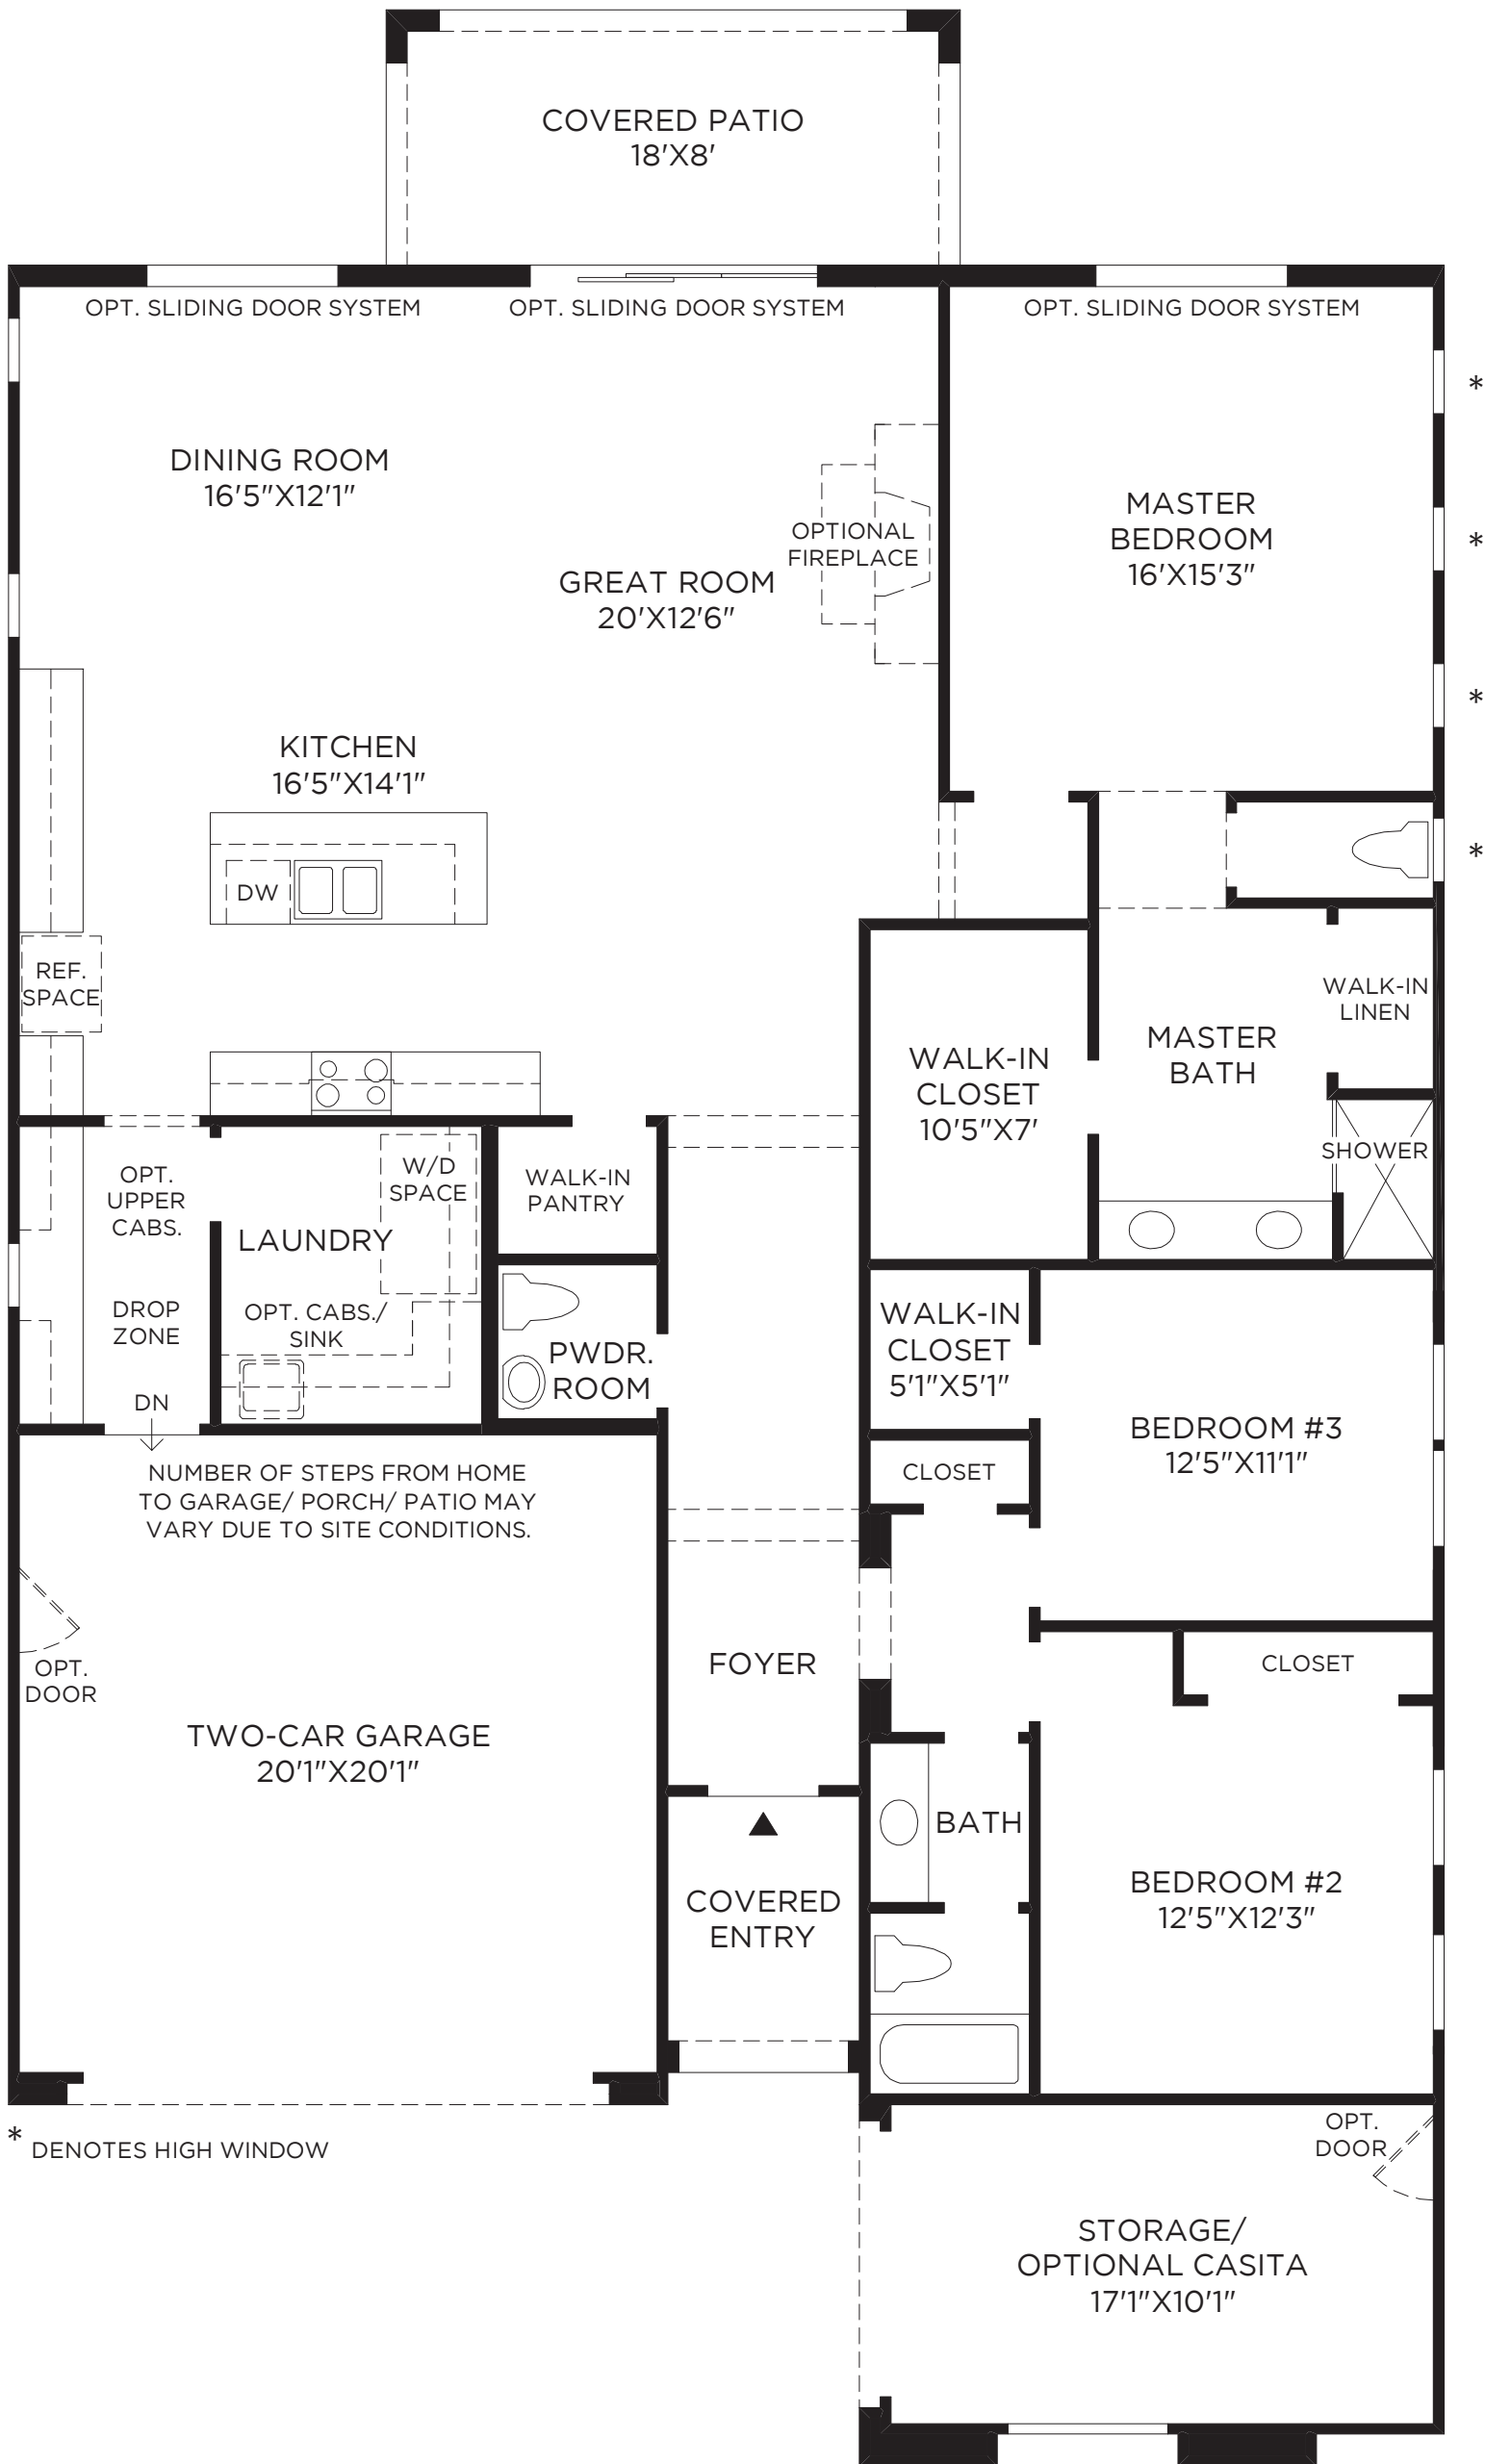 COVERED PATIO
18'X8'
OPT. SLIDING DOOR SYSTEM
OPT. SLIDING DOOR SYSTEM
OPT. SLIDING DOOR SYSTEM
*
DINING ROOM
16'5"X12'1"
OPTIONAL
FIREPLACE
GREAT ROOM
20'X12'6"
MASTER
BEDROOM
16'X15'3"
*
*
KITCHEN
16'5"X14'1"
DW
*
REF.
SPACE
WALK-IN
LINEN
MASTER
BATH
WALK-IN
CLOSET
10'5"X7'
SHOWER
OPT.
UPPER
CABS.
W/D
SPACE
LAUNDRY
WALK-IN
PANTRY
DROP
ZONE
OPT. CABS./
SINK
PWDR.
ROOM
WALK-IN
CLOSET
5'1"X5'1"
DN
BEDROOM #3
12'5"X11'1"
CLOSET
NUMBER OF STEPS FROM HOME
TO GARAGE/ PORCH/ PATIO MAY
VARY DUE TO SITE CONDITIONS.
OPT.
DOOR
FOYER
CLOSET
TWO-CAR GARAGE
20'1"X20'1"
BATH
COVERED
ENTRY
BEDROOM #2
12'5"X12'3"
* DENOTES HIGH WINDOW
OPT.
DOOR
STORAGE/
OPTIONAL CASITA
17'1"X10'1"